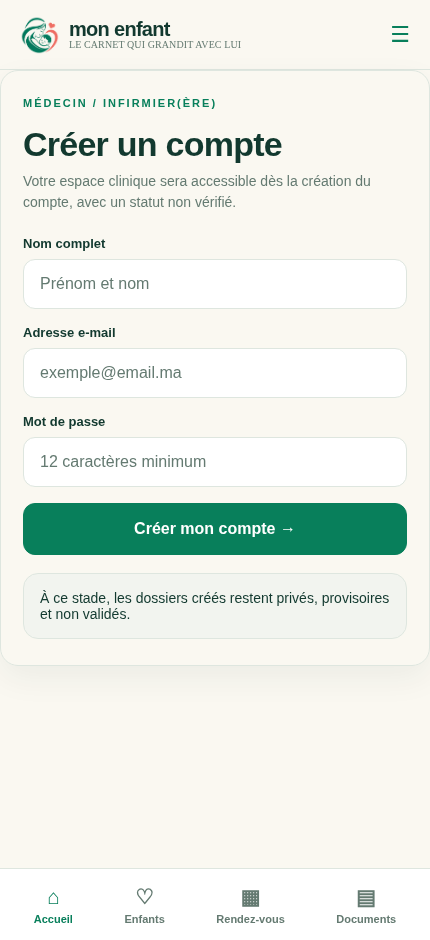 mon enfant
LE CARNET QUI GRANDIT AVEC LUI
MÉDECIN / INFIRMIER(ÈRE)
Créer un compte
Votre espace clinique sera accessible dès la création du
compte, avec un statut non vérifié.
Nom complet
Prénom et nom
Adresse e-mail
exemple@email.ma
Mot de passe
12 caractères minimum
Créer mon compte →
À ce stade, les dossiers créés restent privés, provisoires
et non validés.
Accueil
Enfants
Rendez-vous
Documents